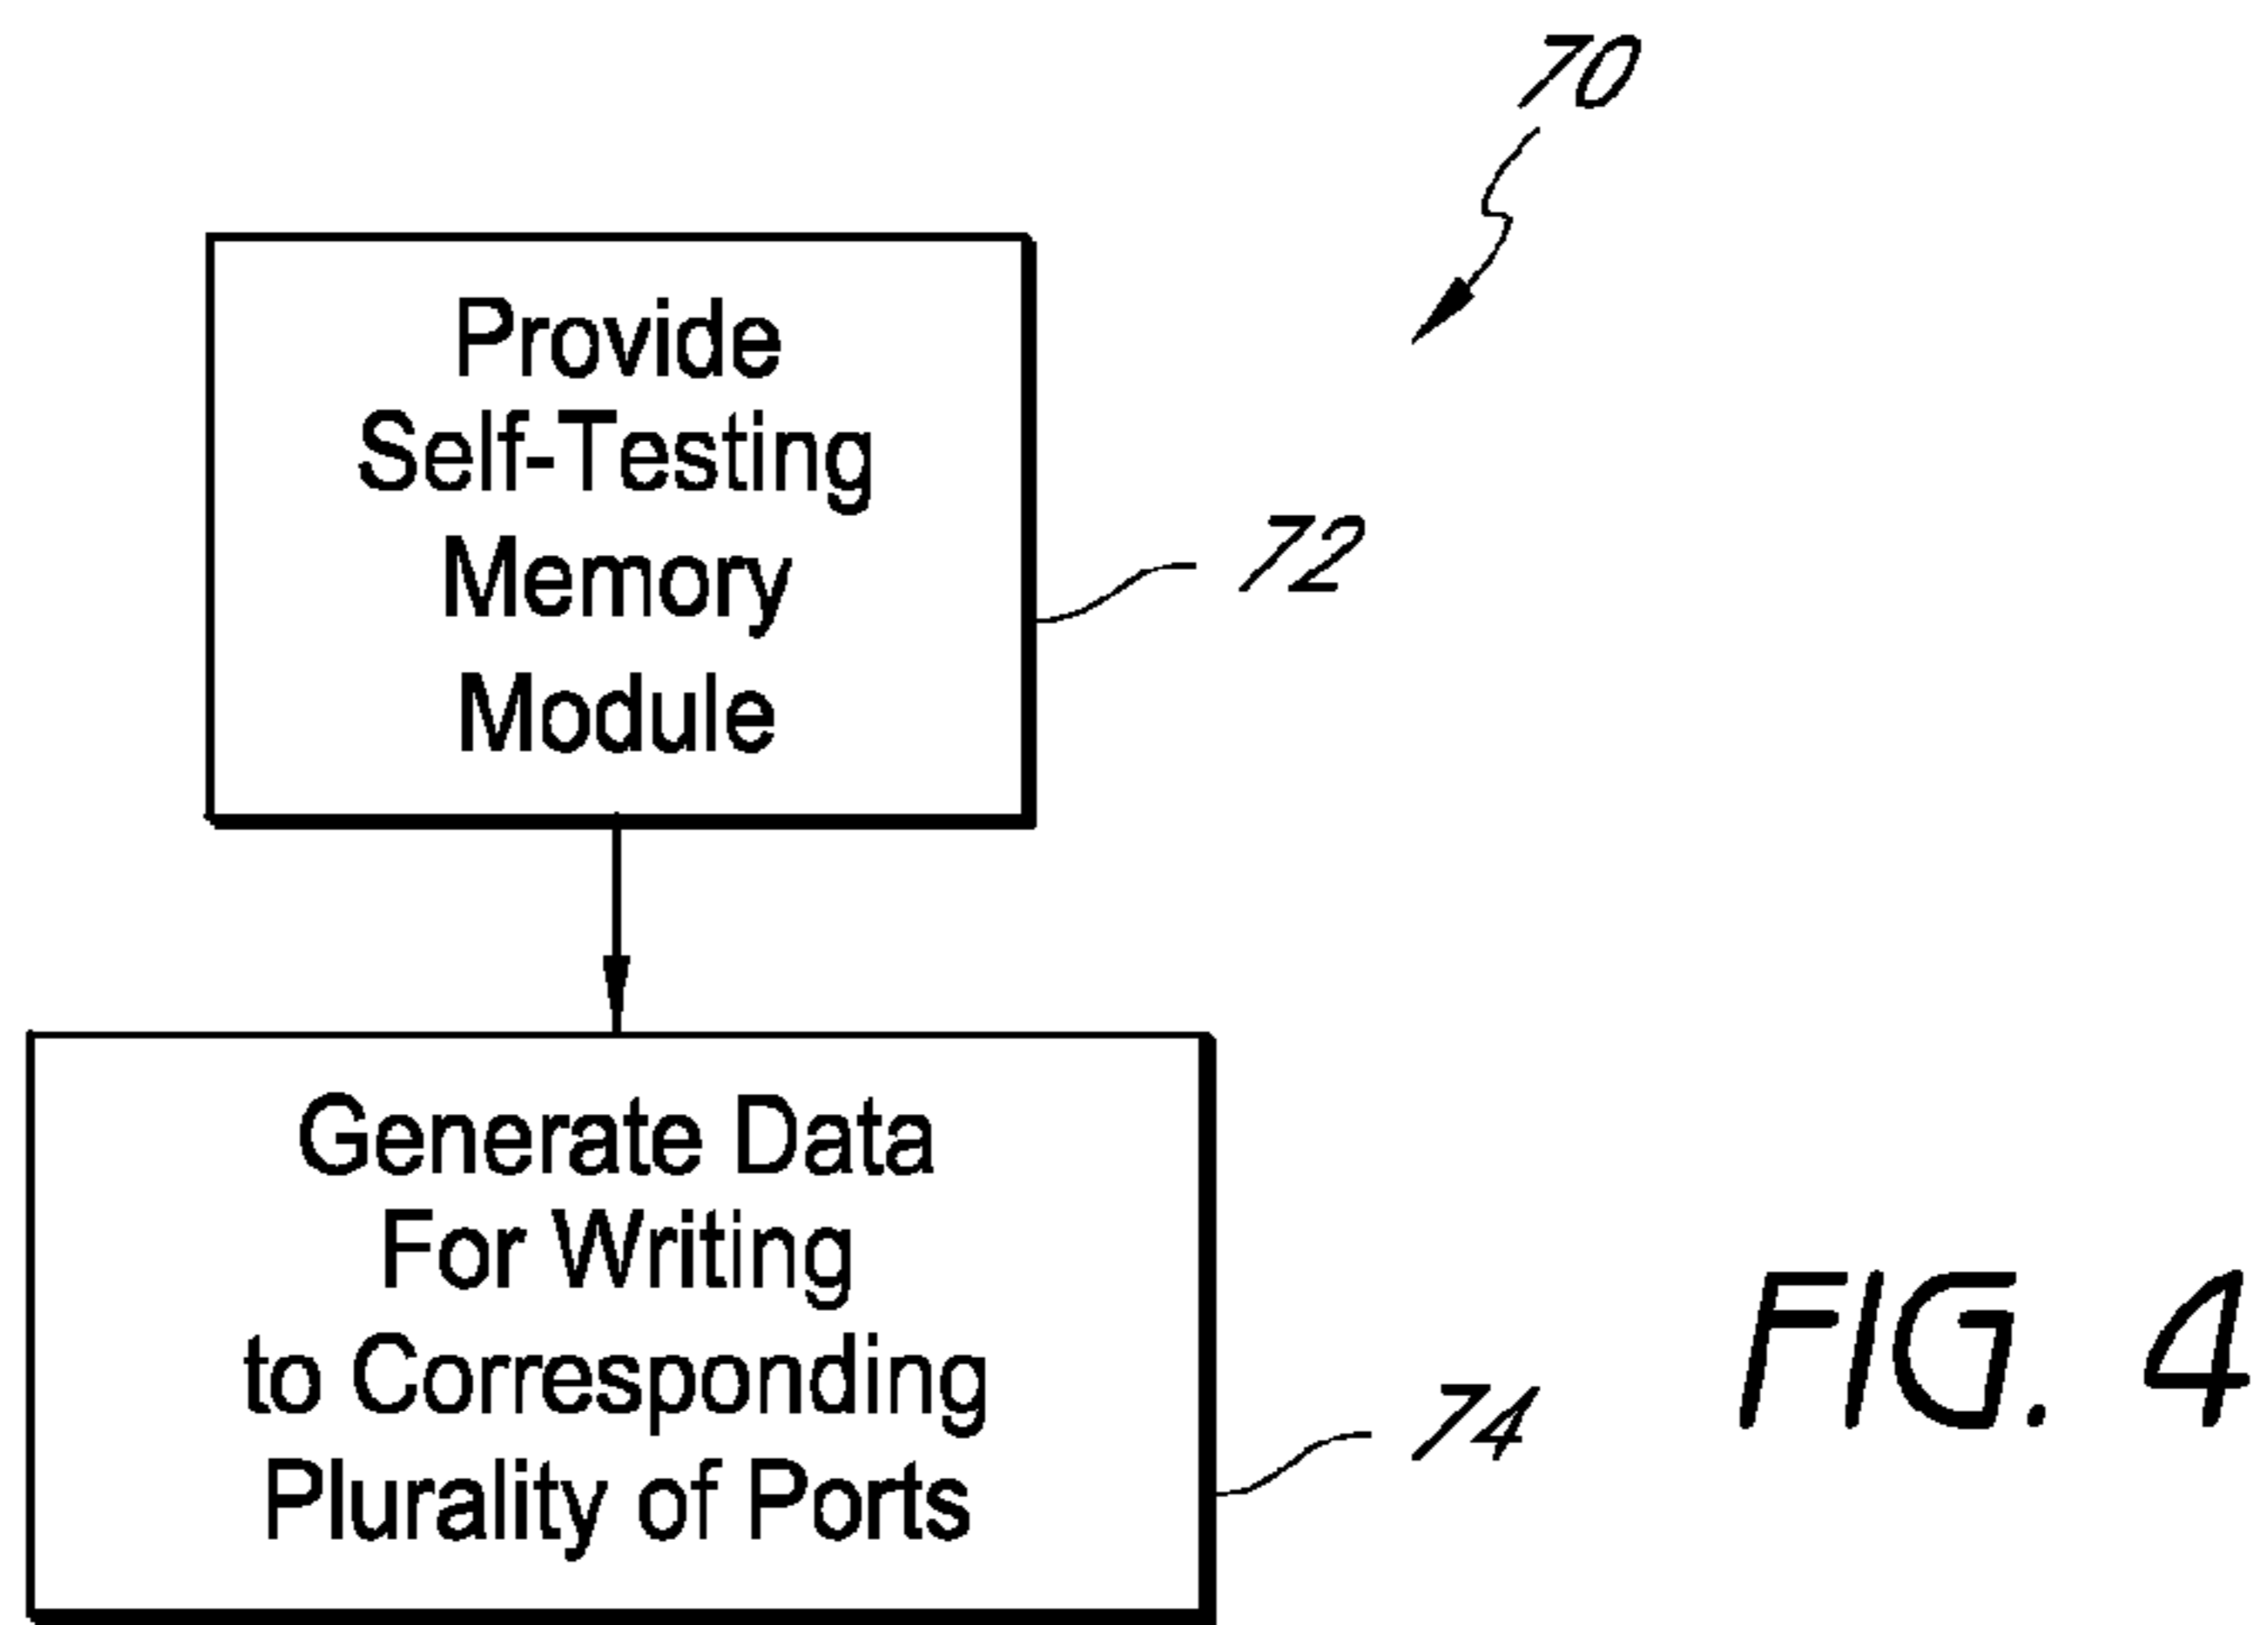 70
Provide
Self-Testing
Memory
Module
72
Generate Data
For Writing
to Corresponding
Plurality of Ports
74
FIG. 4